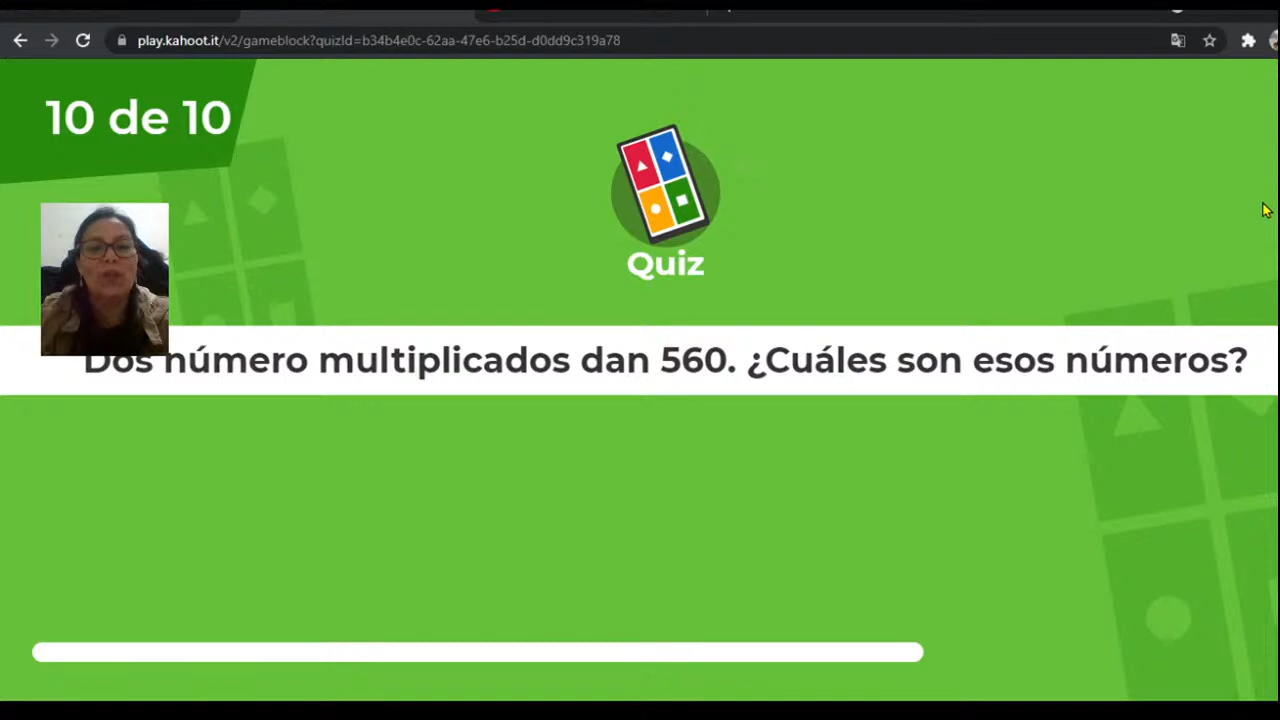 play.kahoot.it/v2/gameblock?quizId=b34b4e0c-62aa-47e6-b25d-d0dd9c319a78
10 de 10
Quiz
Dos número multiplicados dan 560. ¿Cuáles son esos números?